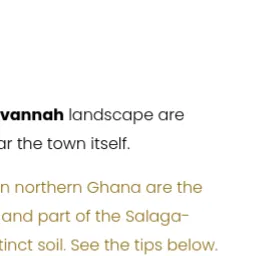 vannah landscape are
ar the town itself.
n northern Ghana are the
and part of the Salaga-
tinct soil. See the tips below.